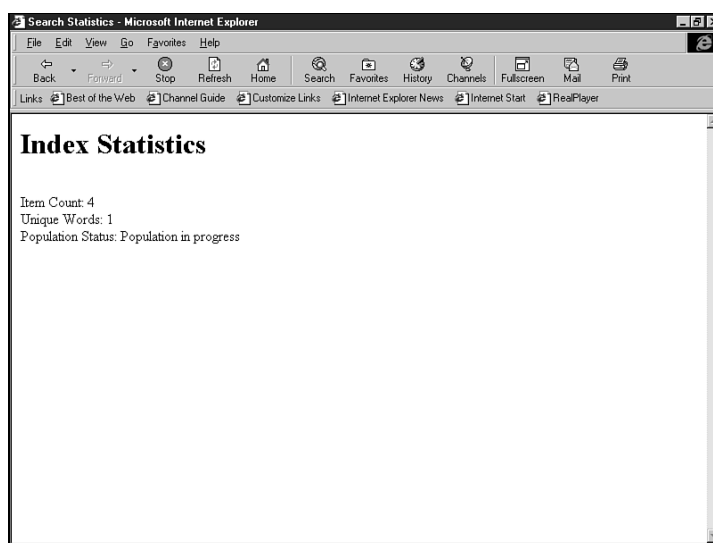 Search Statistics - Microsoft Internet Explorer
File Edit View Go Favorites Help
Back Forward Stop Refresh Home Search Favorites History Channels Fullscreen Mail Print
Links Best of the Web Channel Guide Customize Links Internet Explorer News Internet Start RealPlayer
Index Statistics
Item Count: 4
Unique Words: 1
Population Status: Population in progress